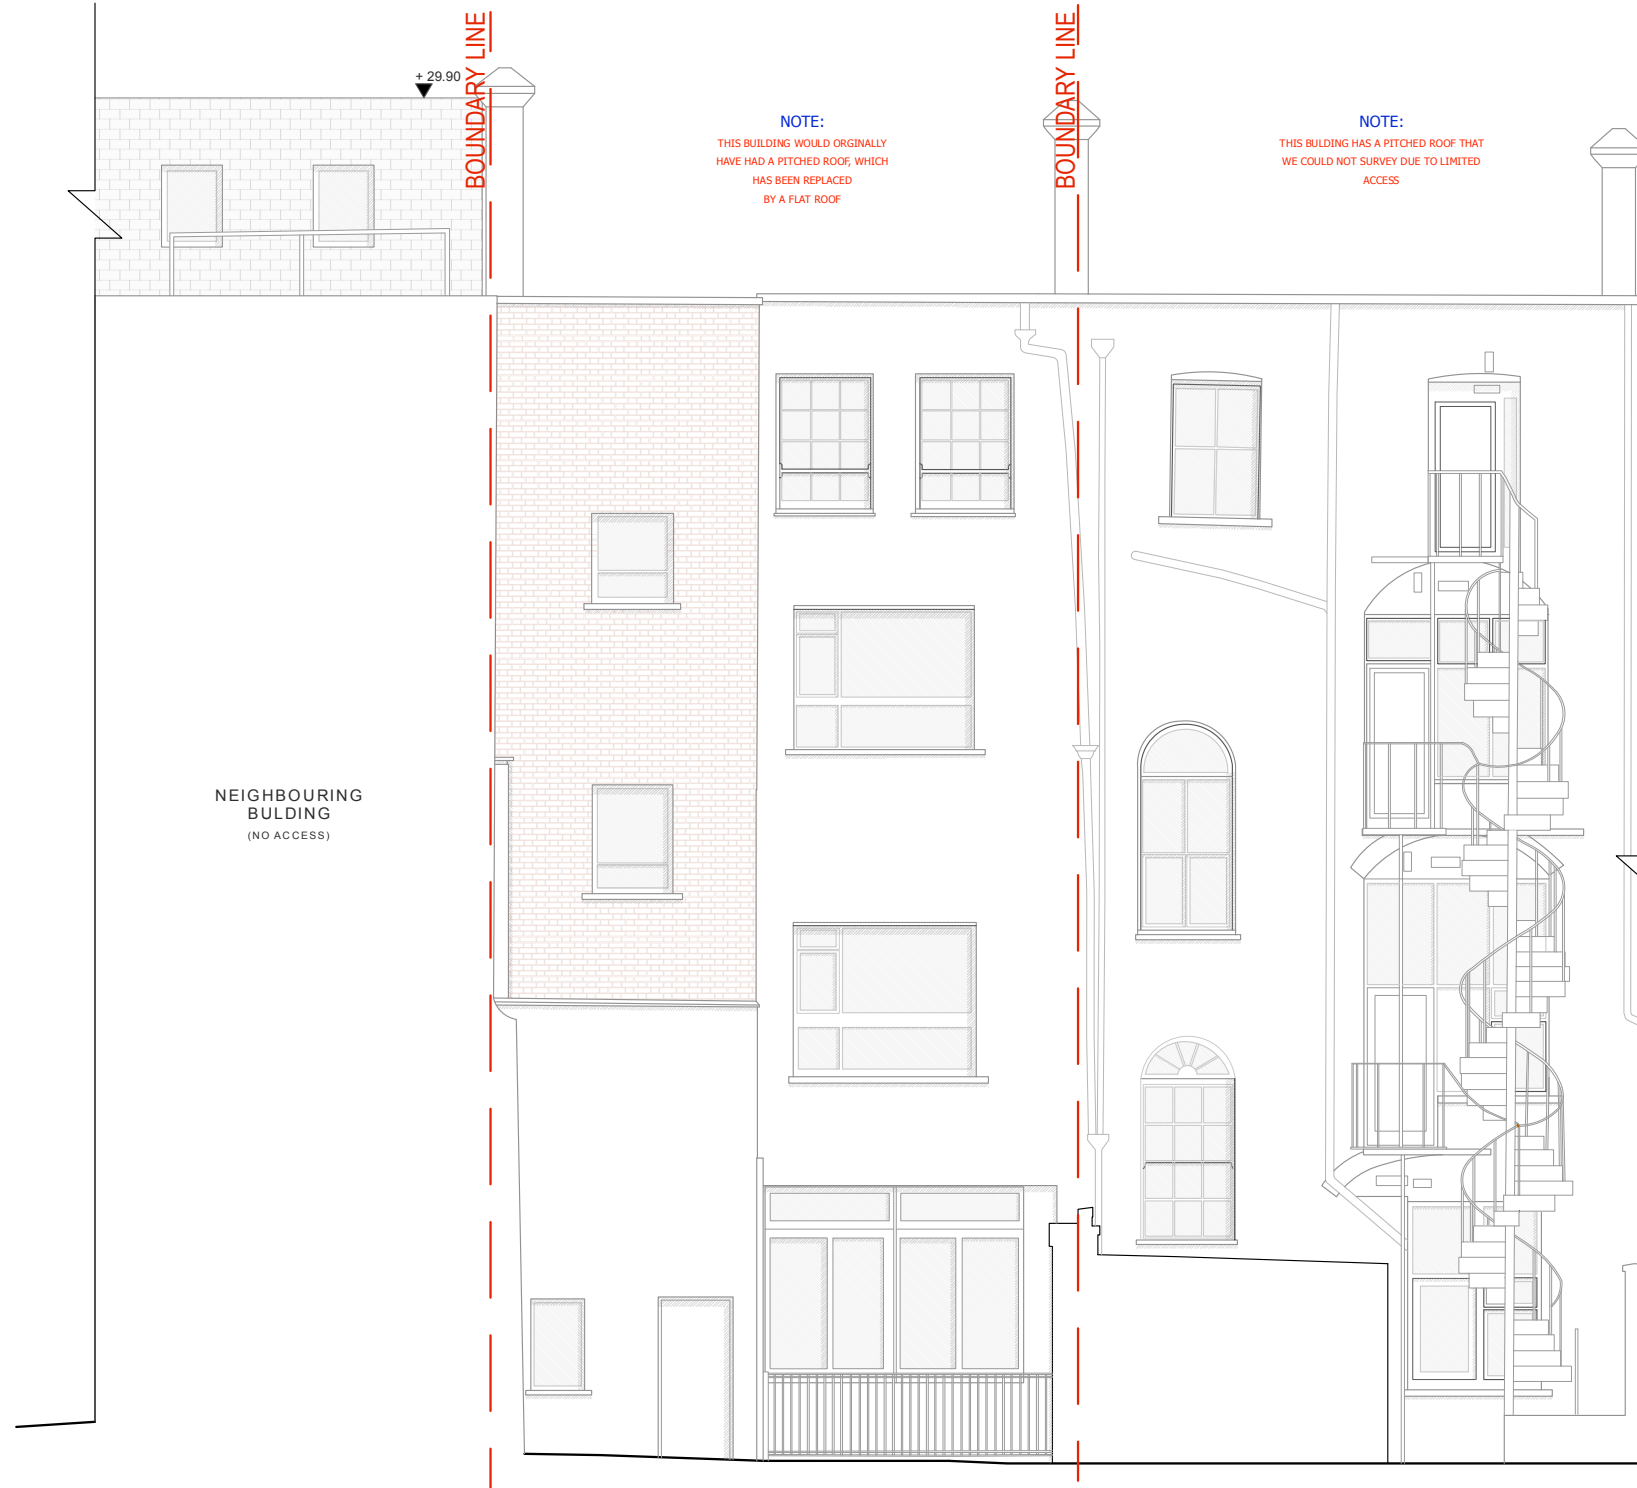 BOUNDARY LINE
BOUNDARY LINE
+ 29.90
NOTE:
THIS BUILDING WOULD ORGINALLY
HAVE HAD A PITCHED ROOF, WHICH
HAS BEEN REPLACED
BY A FLAT ROOF
NOTE:
THIS BULDING HAS A PITCHED ROOF THAT
WE COULD NOT SURVEY DUE TO LIMITED
ACCESS
NEIGHBOURING
BULDING
(NO ACCESS)